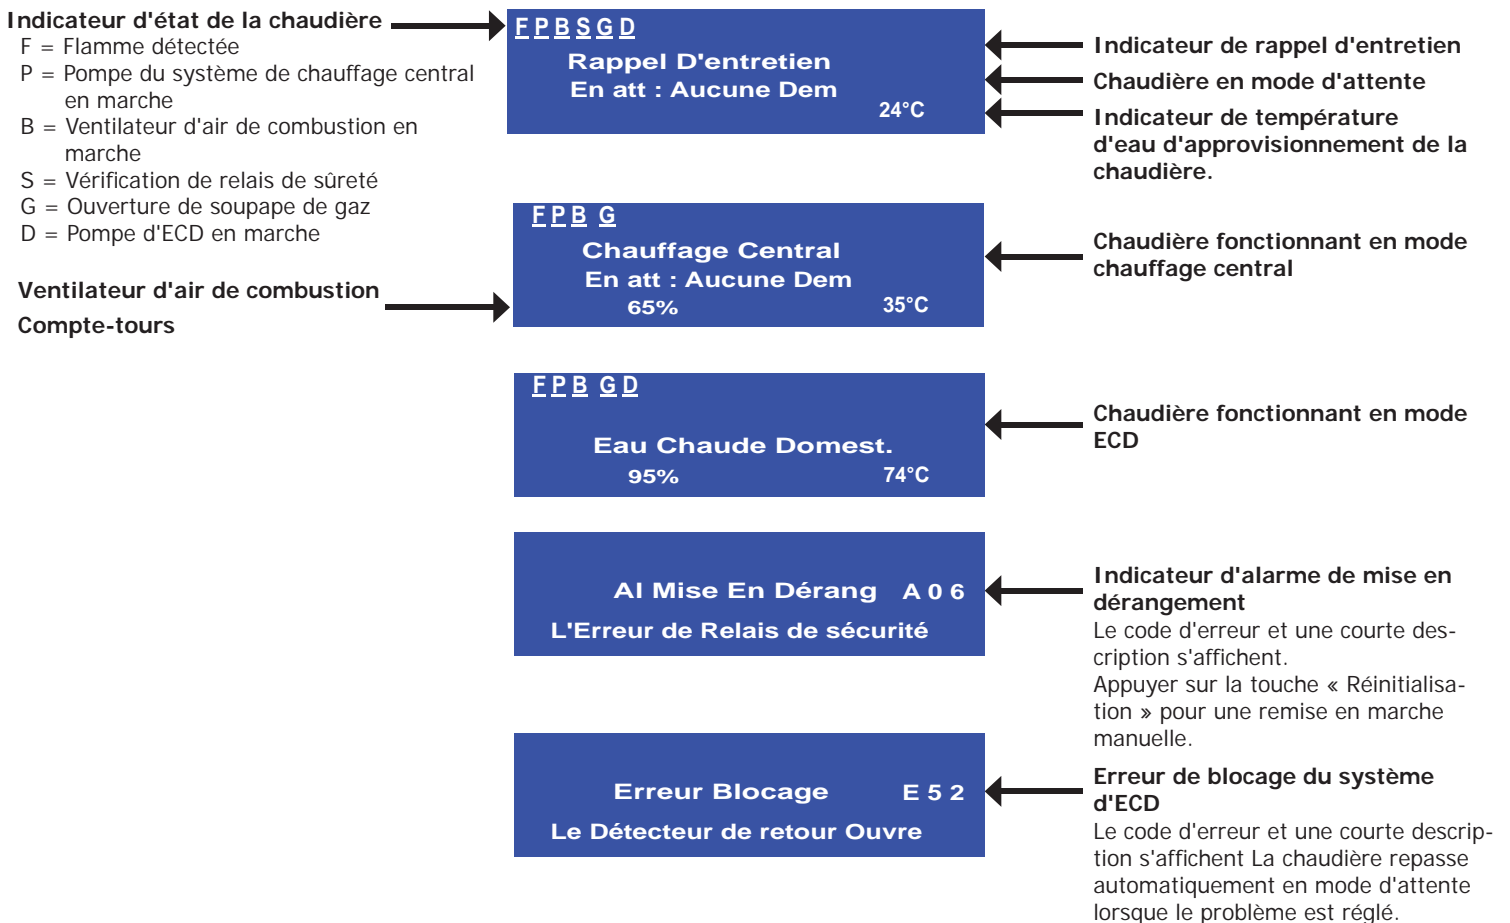 Indicateur d'état de la chaudière
F = Flamme détectée
P = Pompe du système de chauffage central
en marche
B = Ventilateur d'air de combustion en
marche
S = Vérification de relais de sûreté
G = Ouverture de soupape de gaz
D = Pompe d'ECD en marche
Ventilateur d'air de combustion
Compte-tours
F P B S G D
Rappel D'entretien
En att : Aucune Dem
24°C
Indicateur de rappel d'entretien
Chaudière en mode d'attente
Indicateur de température
d'eau d'approvisionnement de la
chaudière.
F P B G
Chauffage Central
En att : Aucune Dem
65% 35°C
Chaudière fonctionnant en mode
chauffage central
F P B G D
Eau Chaude Domest.
95% 74°C
Chaudière fonctionnant en mode
ECD
Al Mise En Dérang A 0 6
L'Erreur de Relais de sécurité
Indicateur d'alarme de mise en
dérangement
Le code d'erreur et une courte des-
cription s'affichent.
Appuyer sur la touche « Réinitialisa-
tion » pour une remise en marche
manuelle.
Erreur Blocage E 5 2
Le Détecteur de retour Ouvre
Erreur de blocage du système
d'ECD
Le code d'erreur et une courte descrip-
tion s'affichent La chaudière repasse
automatiquement en mode d'attente
lorsque le problème est réglé.